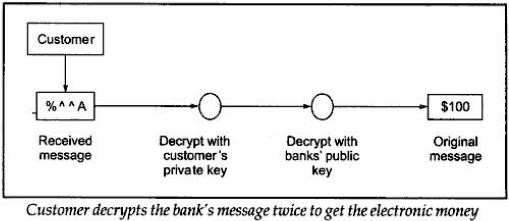 Customer
%^^A
$100
Received
message
Decrypt with
customer's
private key
Decrypt with
banks' public
key
Original
message
Customer decrypts the bank's message twice to get the electronic money